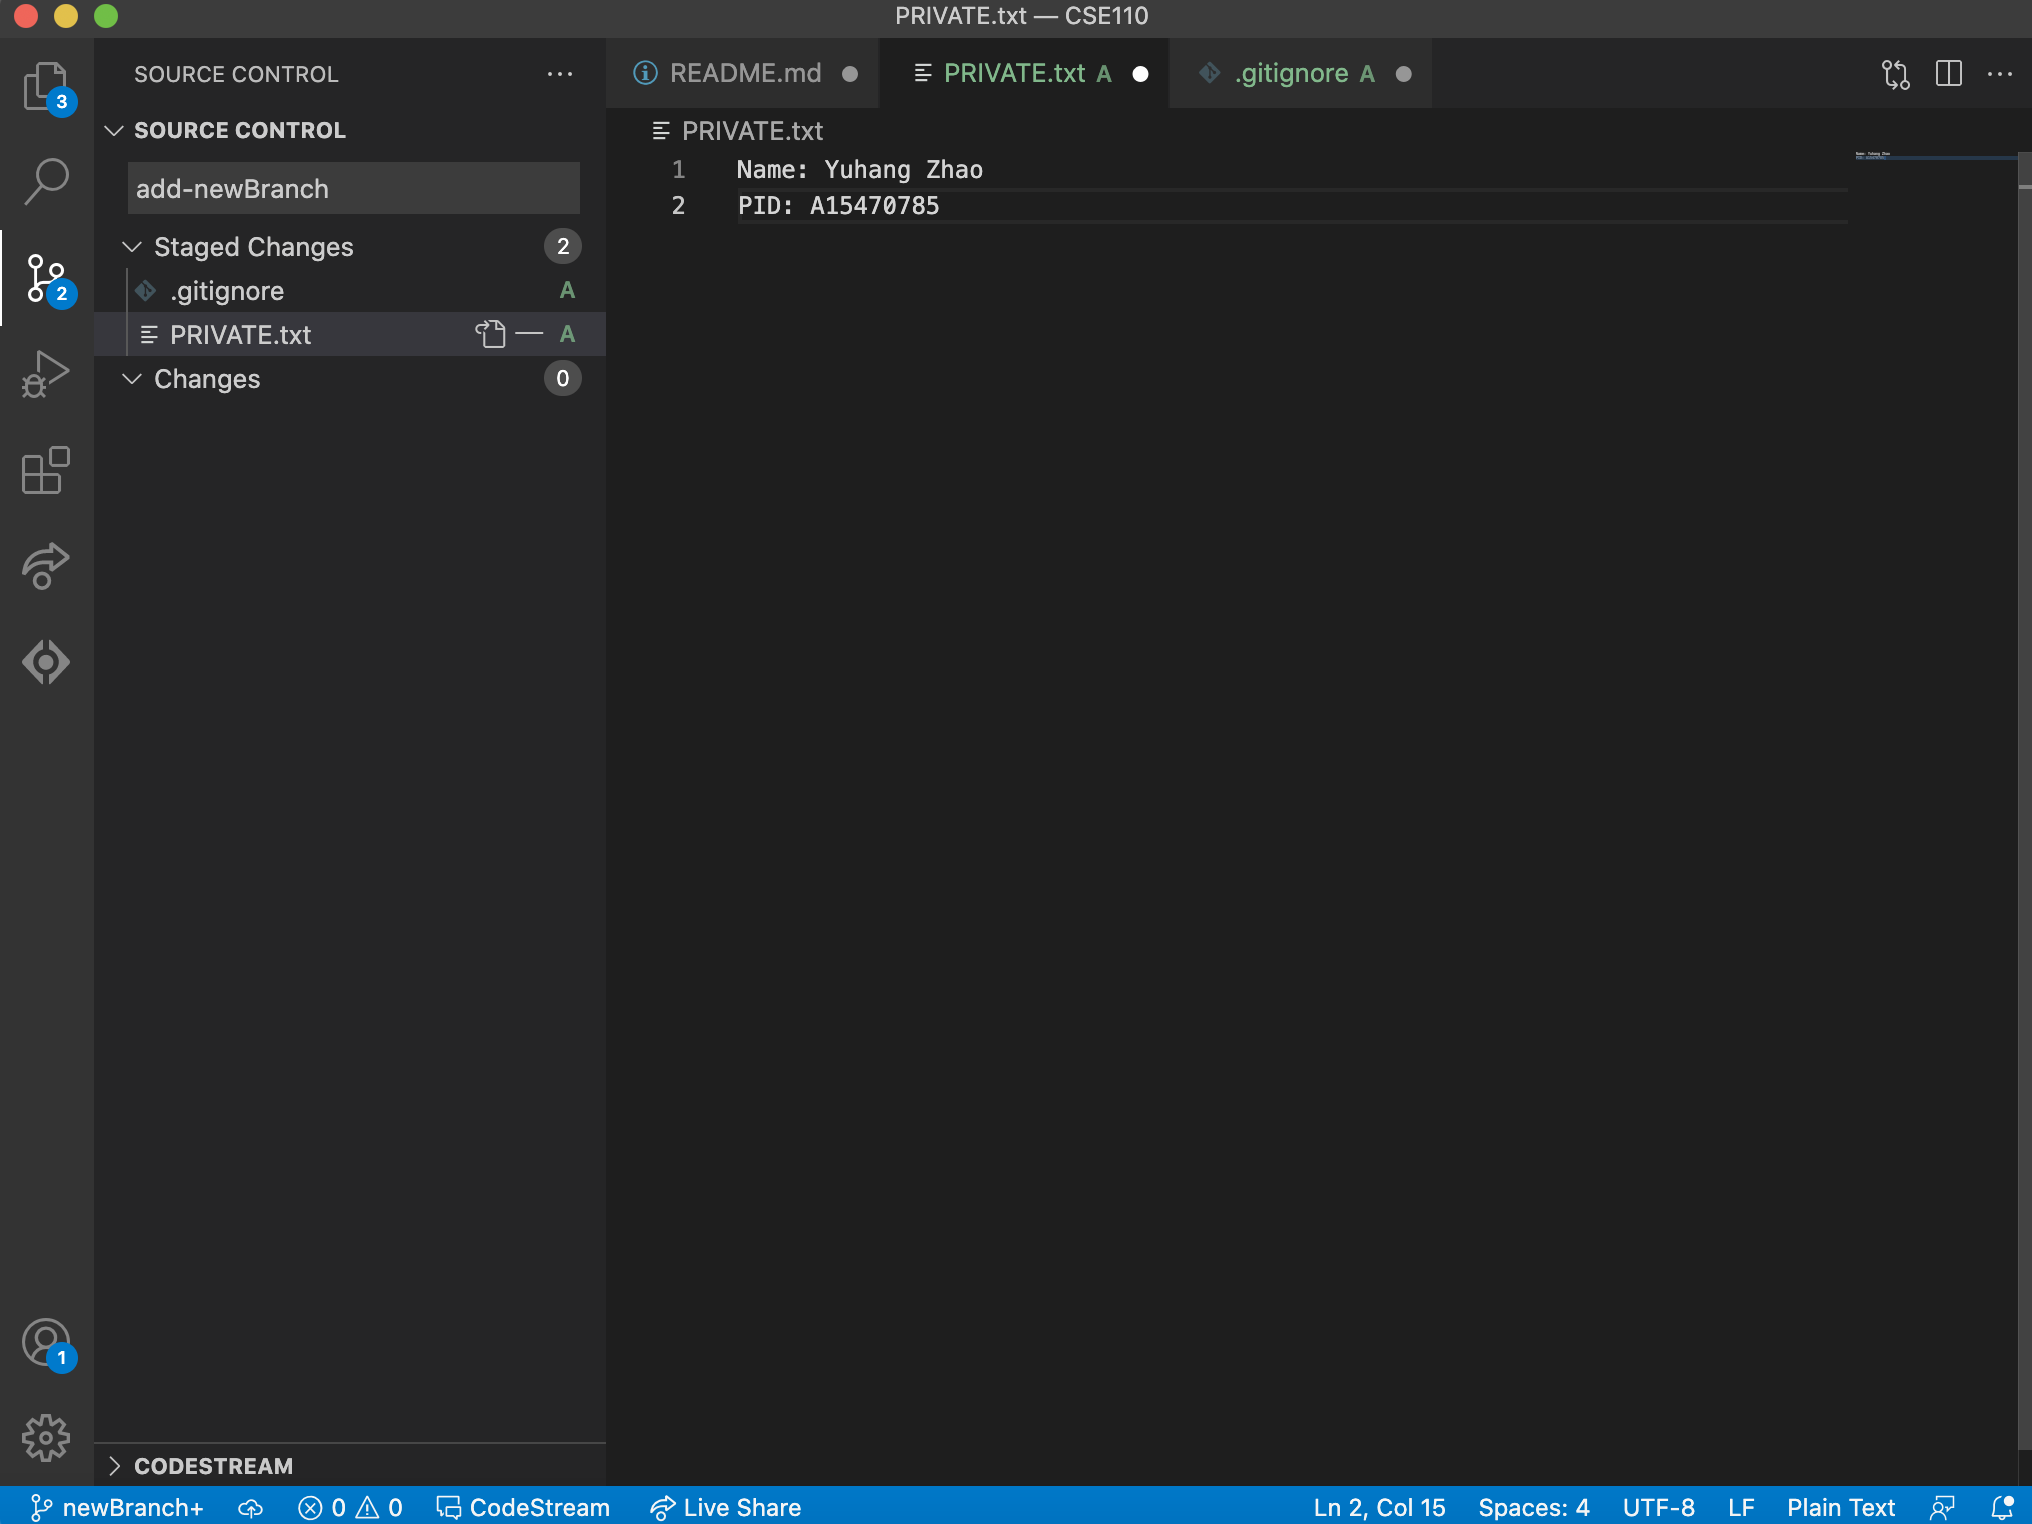 PRIVATE.txt — CSE110
3
2
1
SOURCE CONTROL
SOURCE CONTROL
add-newBranch
Staged Changes 2
.gitignore A
PRIVATE.txt A
Changes 0
CODESTREAM
README.md
PRIVATE.txt A
.gitignore A
PRIVATE.txt
1 Name: Yuhang Zhao
2 PID: A15470785
newBranch+ 0 0 CodeStream Live Share Ln 2, Col 15 Spaces: 4 UTF-8 LF Plain Text